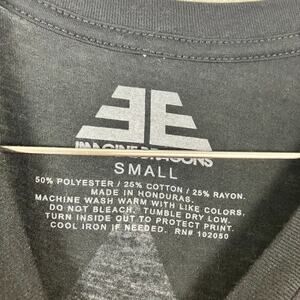 IMAGINE DRAGONS
SMALL
50% POLYESTER / 25% COTTON / 25% RAYON.
MADE IN HONDURAS.
MACHINE WASH WARM WITH LIKE COLORS.
DO NOT BLEACH. TUMBLE DRY LOW.
TURN INSIDE OUT TO PROTECT PRINT.
COOL IRON IF NEEDED. RN# 102050